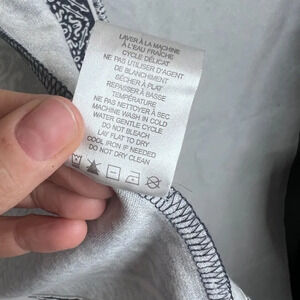 LAVER À LA MACHINE
À L'EAU FRAÎCHE
CYCLE DÉLICAT
NE PAS UTILISER D'AGENT
DE BLANCHIMENT
SÉCHER À PLAT
REPASSER À BASSE
TEMPÉRATURE
NE PAS NETTOYER À SEC
MACHINE WASH IN COLD
WATER GENTLE CYCLE
DO NOT BLEACH
LAY FLAT TO DRY
COOL IRON IF NEEDED
DO NOT DRY CLEAN